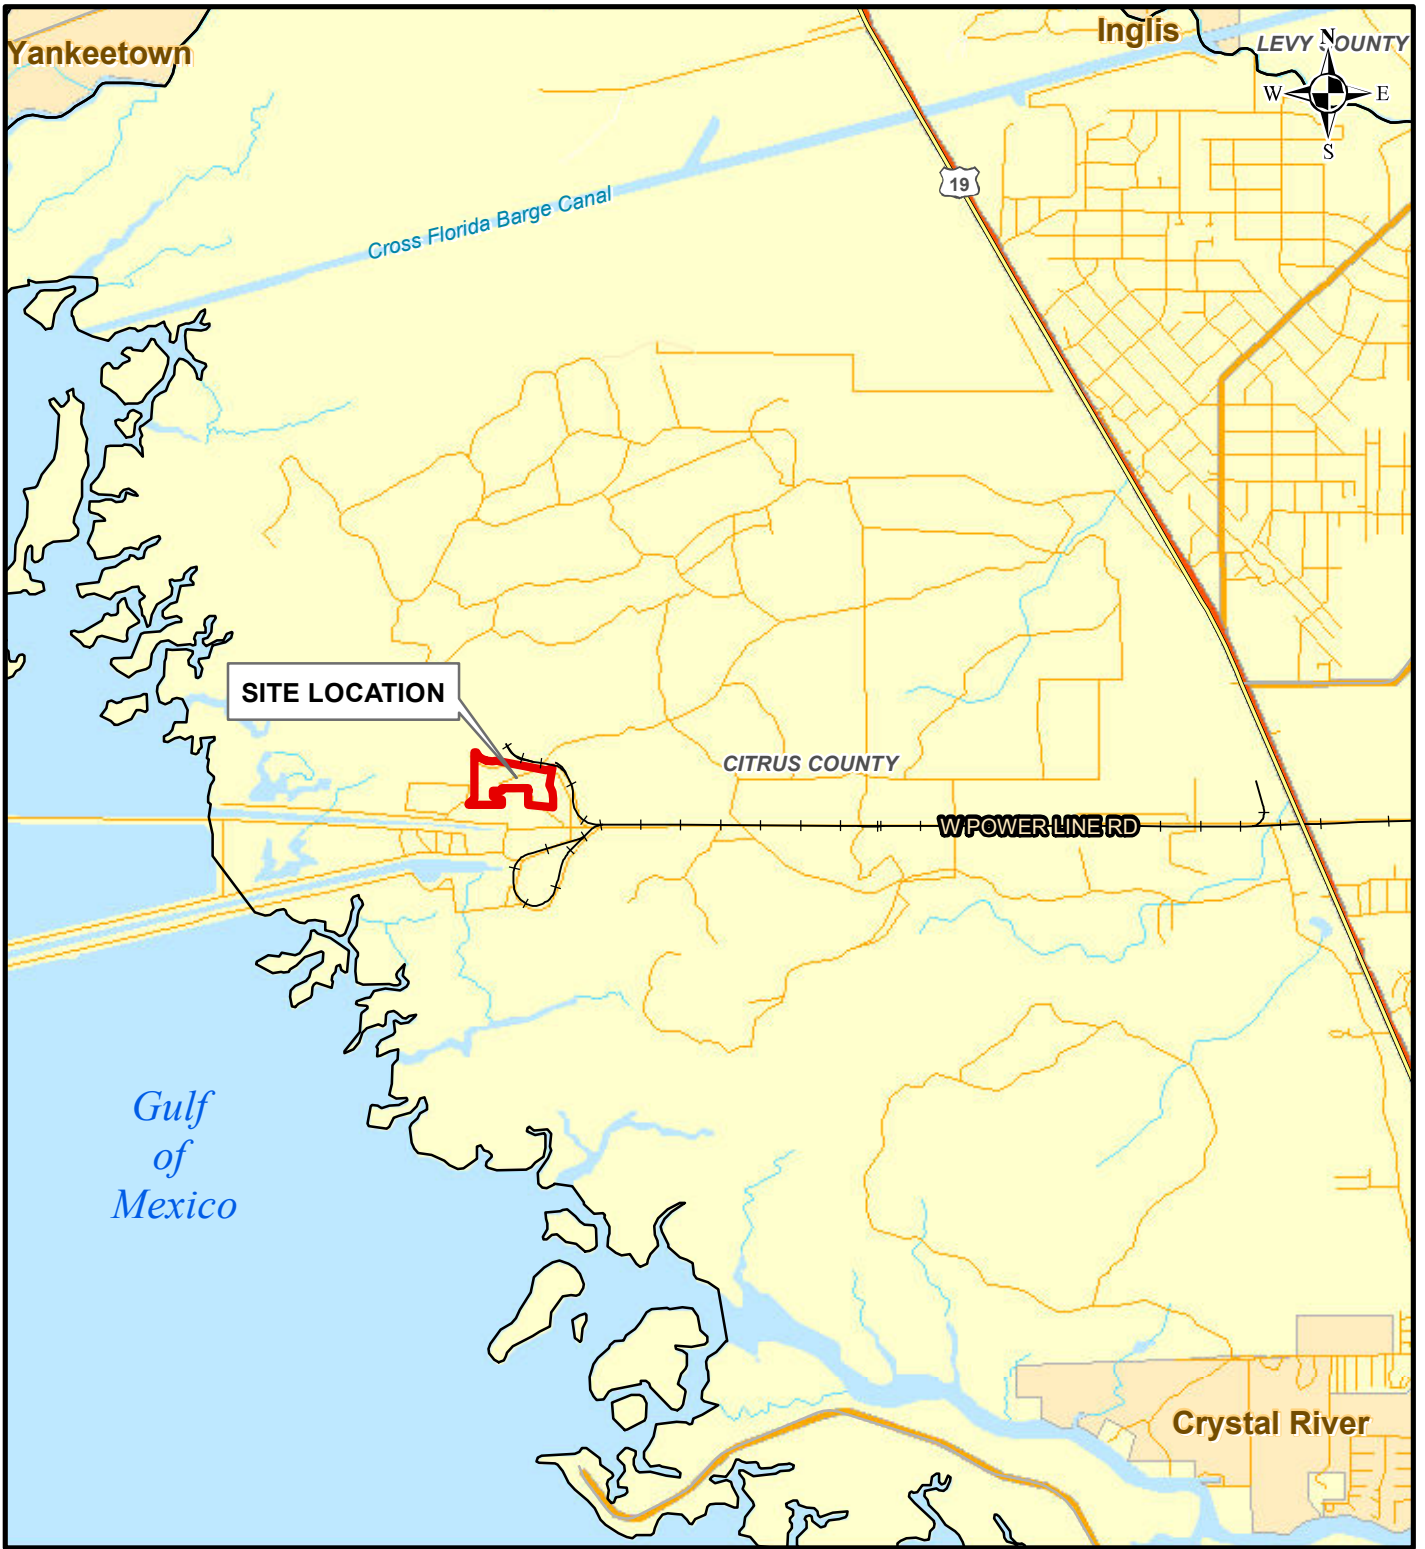 Yankeetown
Inglis
LEVY COUNTY
N
W
E
S
19
Cross Florida Barge Canal
SITE LOCATION
CITRUS COUNTY
W POWER LINE RD
Gulf
of
Mexico
Crystal River